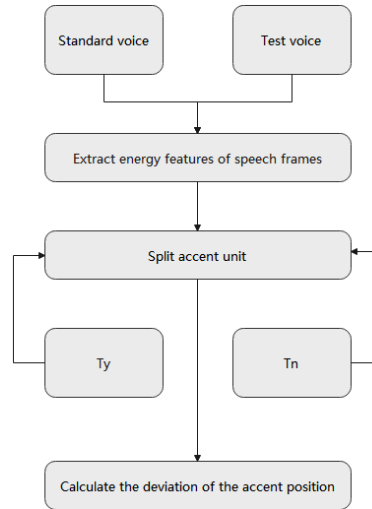 Standard voice
Test voice
Extract energy features of speech frames
Split accent unit
Ty
Tn
Calculate the deviation of the accent position